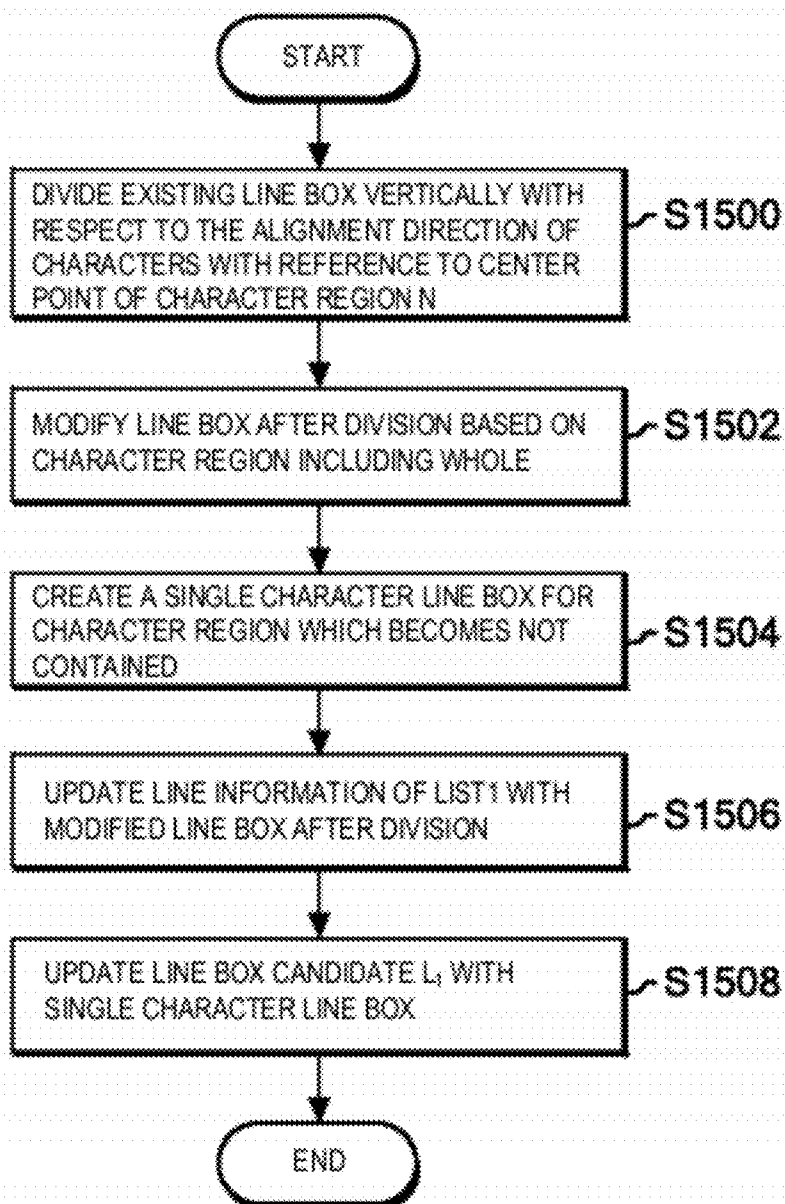 START
DIVIDE EXISTING LINE BOX VERTICALLY WITH
RESPECT TO THE ALIGNMENT DIRECTION OF
CHARACTERS WITH REFERENCE TO CENTER
POINT OF CHARACTER REGION N
S1500
MODIFY LINE BOX AFTER DIVISION BASED ON
CHARACTER REGION INCLUDING WHOLE
S1502
CREATE A SINGLE CHARACTER LINE BOX FOR
CHARACTER REGION WHICH BECOMES NOT
CONTAINED
S1504
UPDATE LINE INFORMATION OF LIST1 WITH
MODIFIED LINE BOX AFTER DIVISION
S1506
UPDATE LINE BOX CANDIDATE Lᵢ WITH
SINGLE CHARACTER LINE BOX
S1508
END